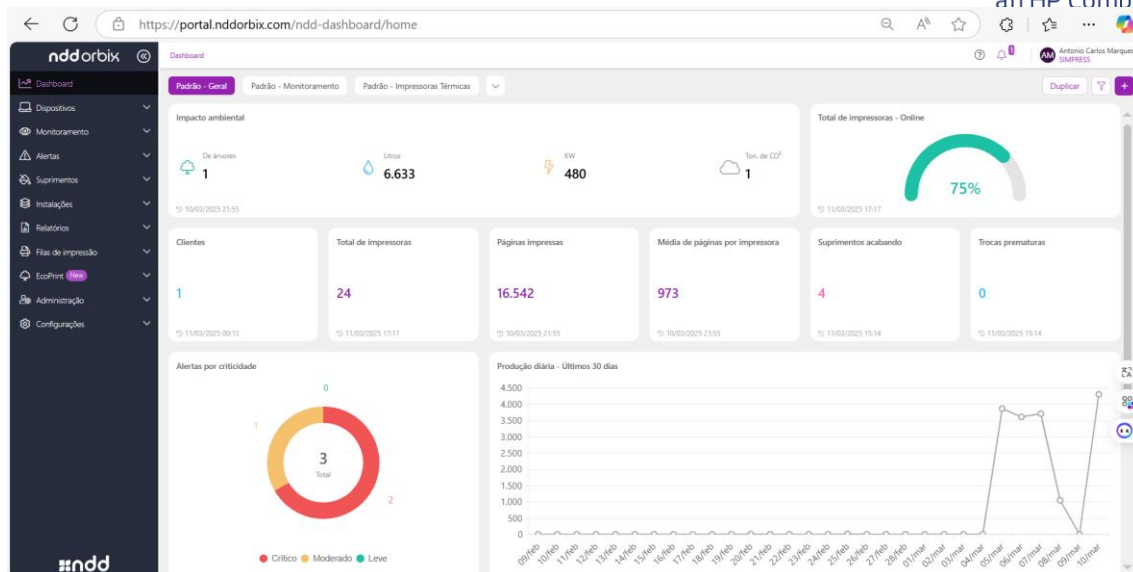 an HP Comp
https://portal.nddorbix.com/ndd-dashboard/home
nddorbix
Dashboard
Antonio Carlos Marques
AM
SIMPRESS
Dashboard
Dispositivos
Monitoramento
Alertas
Suprimentos
Instalações
Relatórios
Filas de impressão
EcoPrint New
Administração
Configurações
ndd
Padrão - Geral
Padrão - Monitoramento
Padrão - Impressoras Térmicas
Duplicar
+
Impacto ambiental
De árvores
1
Litros
6.633
KW
480
Ton. de CO²
1
10/03/2025 21:55
Total de impressoras - Online
75%
11/03/2025 17:17
Clientes
1
11/03/2025 00:13
Total de impressoras
24
11/03/2025 17:17
Páginas impressas
16.542
10/03/2025 21:55
Média de páginas por impressora
973
10/03/2025 23:55
Suprimentos acabando
4
11/03/2025 15:14
Trocas prematuras
0
11/03/2025 15:14
Alertas por criticidade
0
1
3
Total
2
Crítico Moderado Leve
Produção diária - Últimos 30 dias
4.500
4.000
3.500
3.000
2.500
2.000
1.500
1.000
500
0
09/feb 10/feb 11/feb 12/feb 13/feb 14/feb 15/feb 16/feb 17/feb 18/feb 19/feb 20/feb 21/feb 22/feb 23/feb 24/feb 25/feb 26/feb 27/feb 28/feb 01/mar 02/mar 03/mar 04/mar 05/mar 06/mar 07/mar 08/mar 09/mar 10/mar